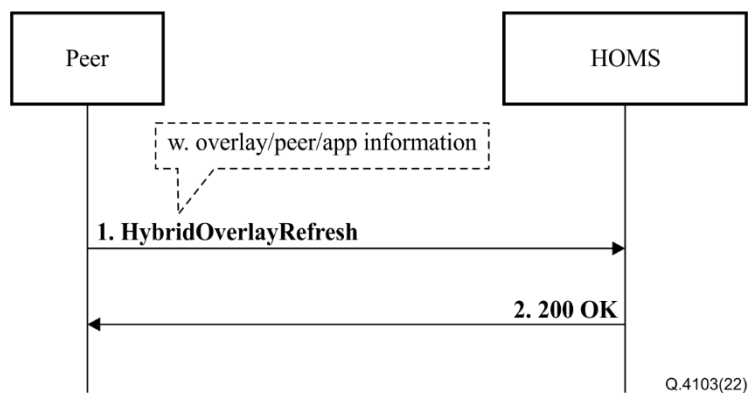 Peer
HOMS
w. overlay/peer/app information
1. HybridOverlayRefresh
2. 200 OK
Q.4103(22)